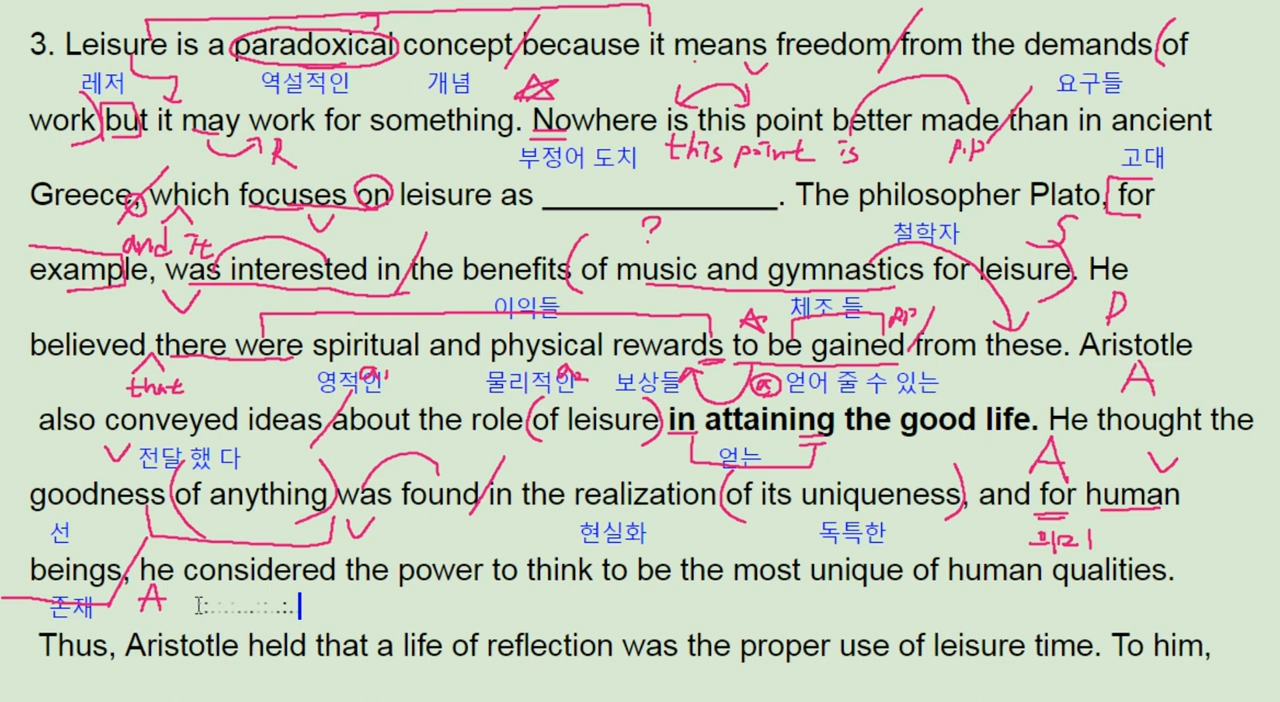 3. Leisure is a paradoxical concept because it means freedom from the demands of
레저 역설적인 개념 요구들
work but it may work for something. Nowhere is this point better made than in ancient
R 부정어 도치 this point is p.p 고대
Greece, which focuses on leisure as ______________. The philosopher Plato, for
and it ? 철학자 S
example, was interested in the benefits of music and gymnastics for leisure. He
V 이익들 체조 들 p.p P
believed there were spiritual and physical rewards to be gained from these. Aristotle
that 영적인 물리적인 보상들 얻어 줄 수 있는 A
also conveyed ideas about the role of leisure in attaining the good life. He thought the
V 전달 했 다 얻는 A V
goodness of anything was found in the realization of its uniqueness, and for human
선 V 현실화 독특한
beings, he considered the power to think to be the most unique of human qualities.
존재 A
Thus, Aristotle held that a life of reflection was the proper use of leisure time. To him,